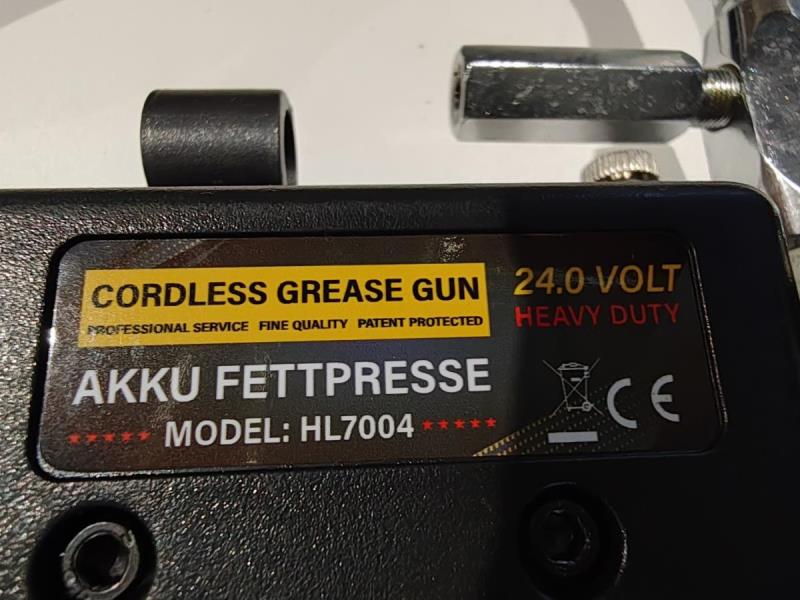 CORDLESS GREASE GUN
PROFESSIONAL SERVICE FINE QUALITY PATENT PROTECTED
24.0 VOLT
HEAVY DUTY
AKKU FETTPRESSE
MODEL: HL7004
CE